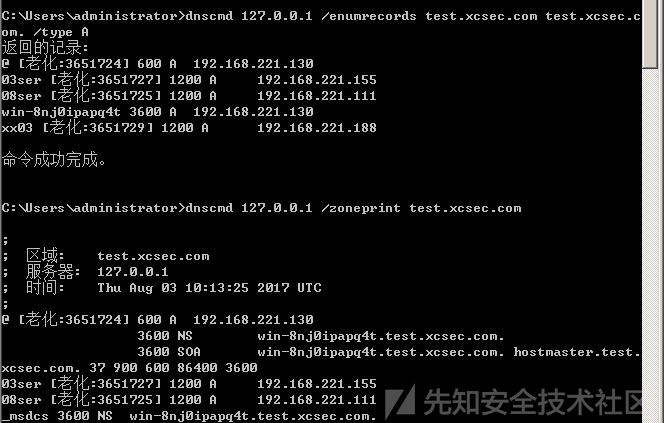 C:\Users\administrator>dnscmd 127.0.0.1 /enumrecords test.xcsec.com test.xcsec.c
om. /type A
返回的记录:
@ [老化:3651724] 600 A 192.168.221.130
03ser [老化:3651727] 1200 A 192.168.221.155
08ser [老化:3651725] 1200 A 192.168.221.111
win-8nj0ipapq4t 3600 A 192.168.221.130
xx03 [老化:3651729] 1200 A 192.168.221.188
命令成功完成。
C:\Users\administrator>dnscmd 127.0.0.1 /zoneprint test.xcsec.com
;
; 区域: test.xcsec.com
; 服务器: 127.0.0.1
; 时间: Thu Aug 03 10:13:25 2017 UTC
;
@ [老化:3651724] 600 A 192.168.221.130
3600 NS win-8nj0ipapq4t.test.xcsec.com.
3600 SOA win-8nj0ipapq4t.test.xcsec.com. hostmaster.test.
xcsec.com. 37 900 600 86400 3600
03ser [老化:3651727] 1200 A 192.168.221.155
08ser [老化:3651725] 1200 A 192.168.221.111
_msdcs 3600 NS win-8nj0ipapq4t.test.xcsec.com.
先知安全技术社区